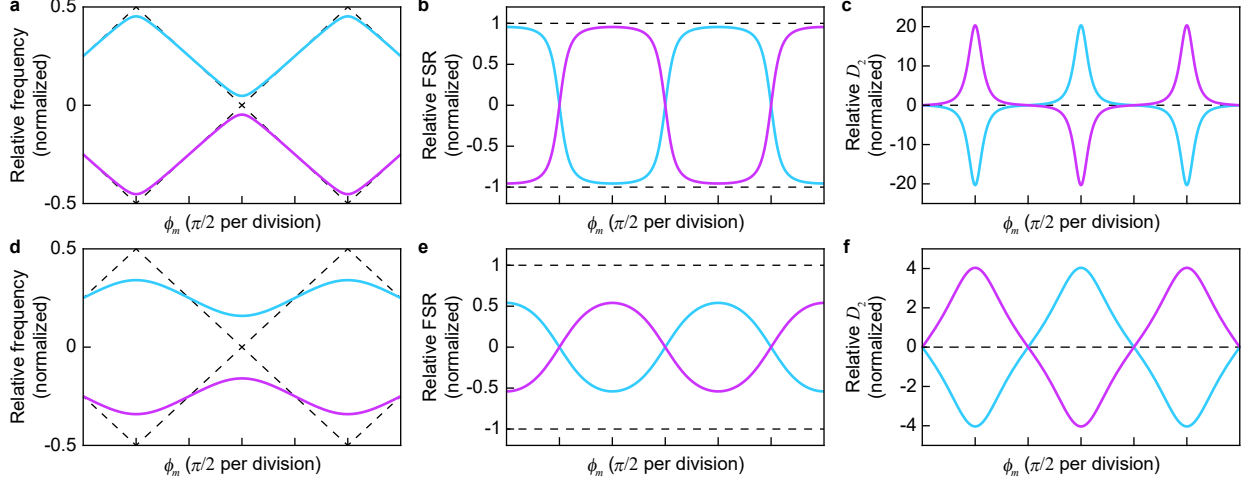 a
Relative frequency
(normalized)
0.5
0
-0.5
ϕm (π/2 per division)
b
Relative FSR
(normalized)
1
0.5
0
-0.5
-1
ϕm (π/2 per division)
c
Relative D2
(normalized)
20
10
0
-10
-20
ϕm (π/2 per division)
d
Relative frequency
(normalized)
0.5
0
-0.5
ϕm (π/2 per division)
e
Relative FSR
(normalized)
1
0.5
0
-0.5
-1
ϕm (π/2 per division)
f
Relative D2
(normalized)
4
2
0
-2
-4
ϕm (π/2 per division)